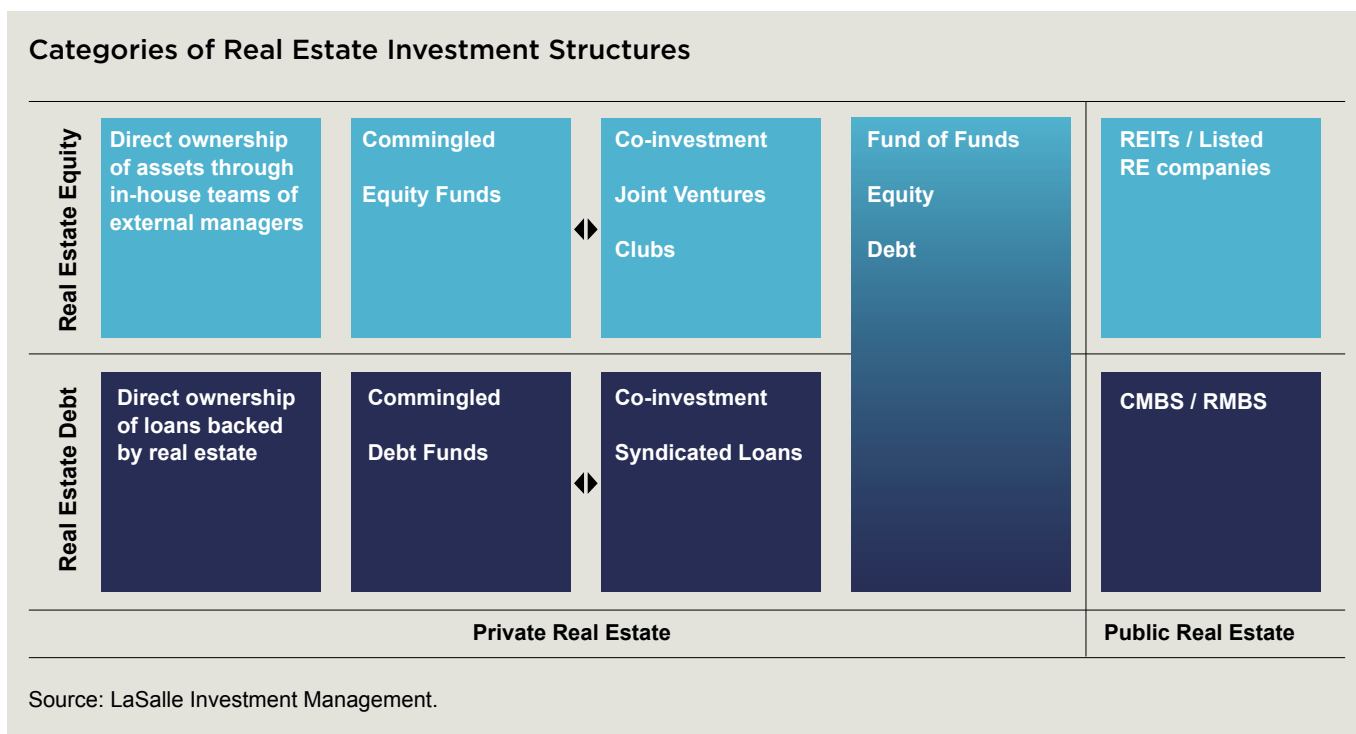 Categories of Real Estate Investment Structures
Real Estate Equity
Direct ownership
of assets through
in-house teams of
external managers
Commingled
Equity Funds
Co-investment
Joint Ventures
Clubs
Fund of Funds
Equity
Debt
REITs / Listed
RE companies
Real Estate Debt
Direct ownership
of loans backed
by real estate
Commingled
Debt Funds
Co-investment
Syndicated Loans
CMBS / RMBS
Private Real Estate
Public Real Estate
Source: LaSalle Investment Management.